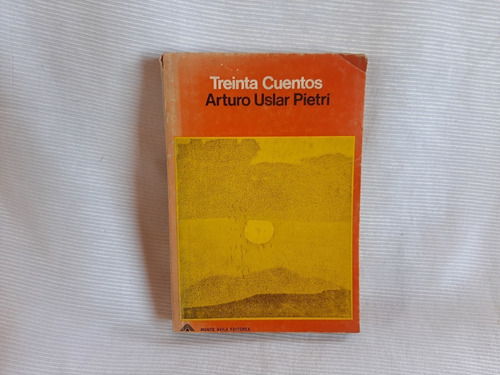 Treinta Cuentos
Arturo Uslar Pietri
MONTE AVILA EDITORES